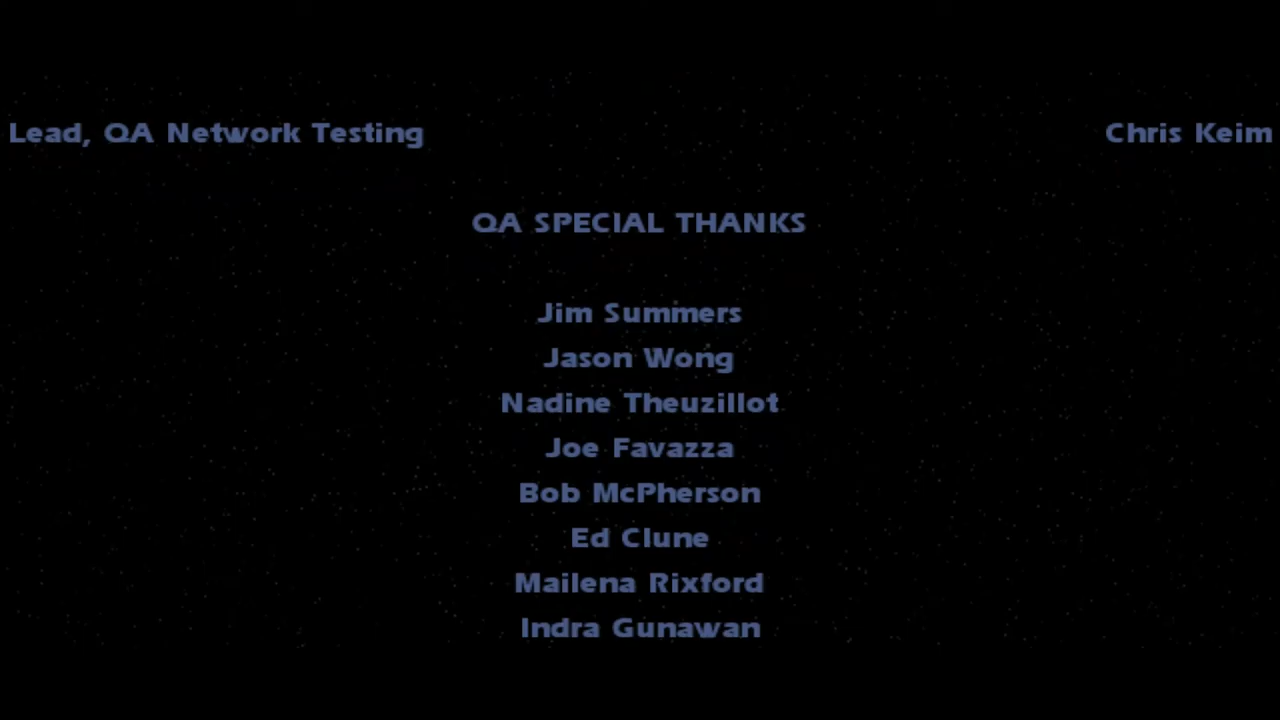 Lead, QA Network Testing Chris Keim
QA SPECIAL THANKS
Jim Summers
Jason Wong
Nadine Theuzillot
Joe Favazza
Bob McPherson
Ed Clune
Mailena Rixford
Indra Gunawan